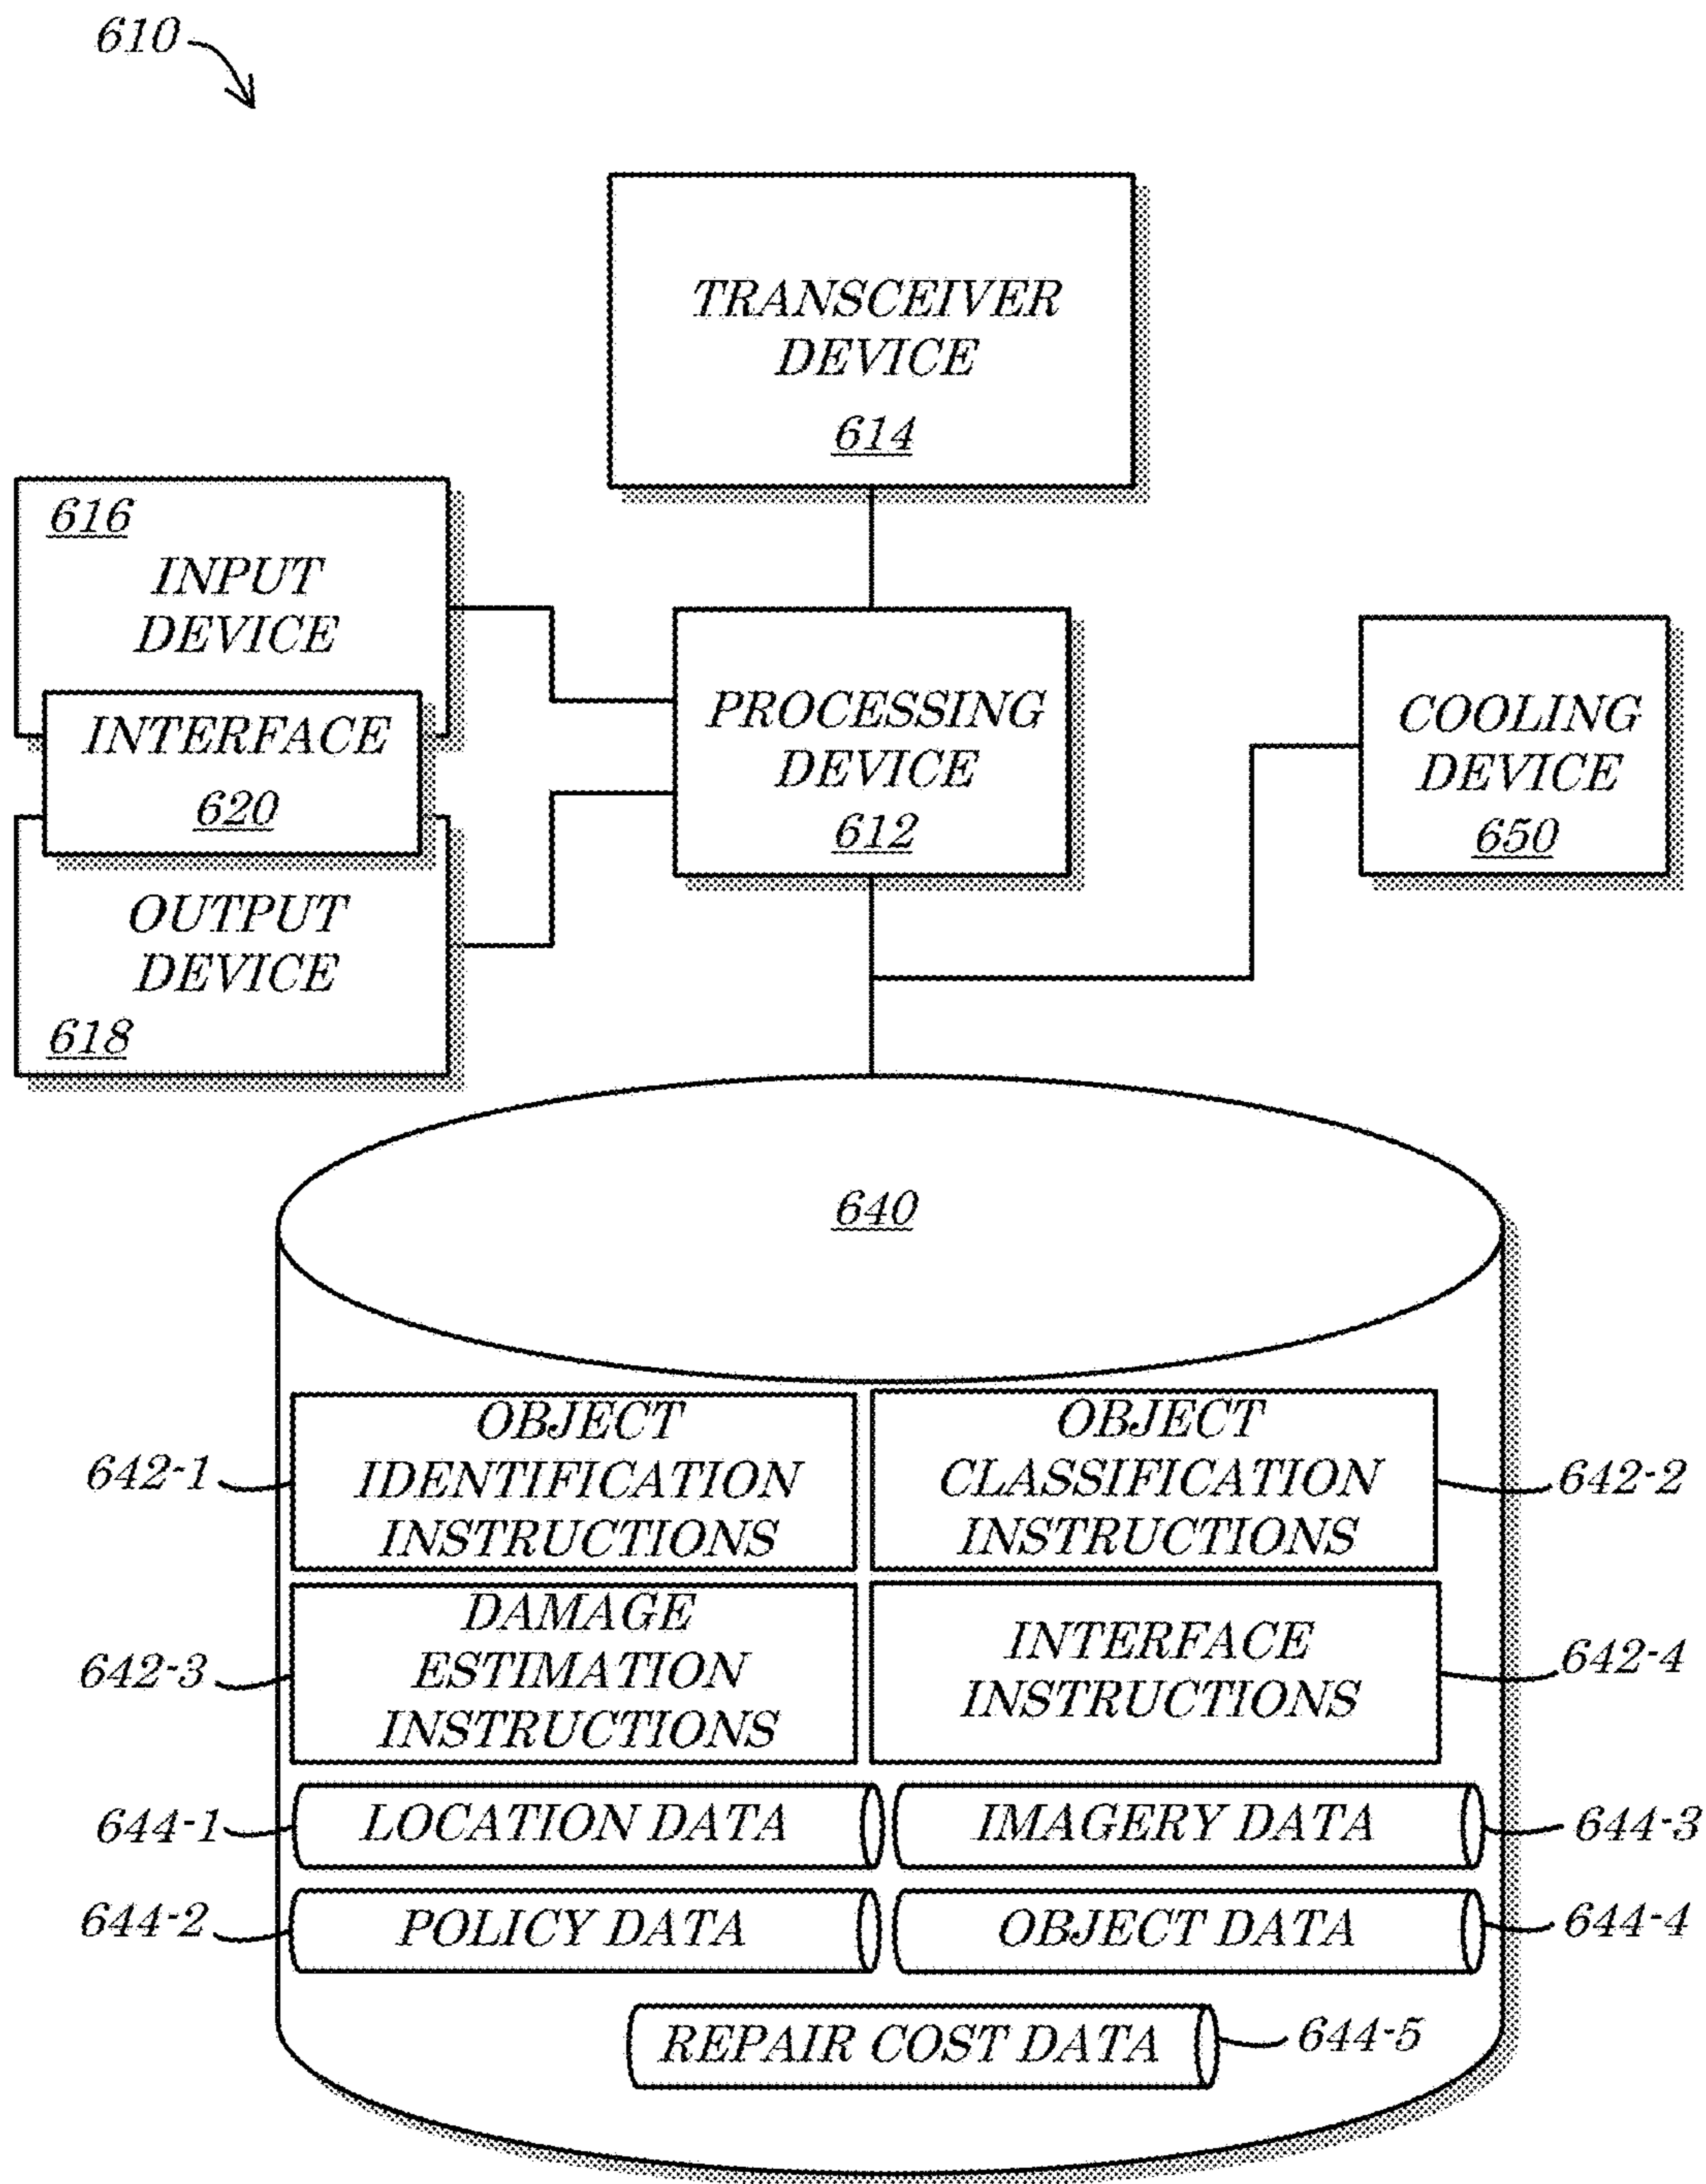 610
TRANSCEIVER
DEVICE
614
616
INPUT
DEVICE
INTERFACE
620
OUTPUT
DEVICE
618
PROCESSING
DEVICE
612
COOLING
DEVICE
650
640
642-1
OBJECT
IDENTIFICATION
INSTRUCTIONS
OBJECT
CLASSIFICATION
INSTRUCTIONS
642-2
642-3
DAMAGE
ESTIMATION
INSTRUCTIONS
INTERFACE
INSTRUCTIONS
642-4
644-1
LOCATION DATA
IMAGERY DATA
644-3
644-2
POLICY DATA
OBJECT DATA
644-4
REPAIR COST DATA
644-5